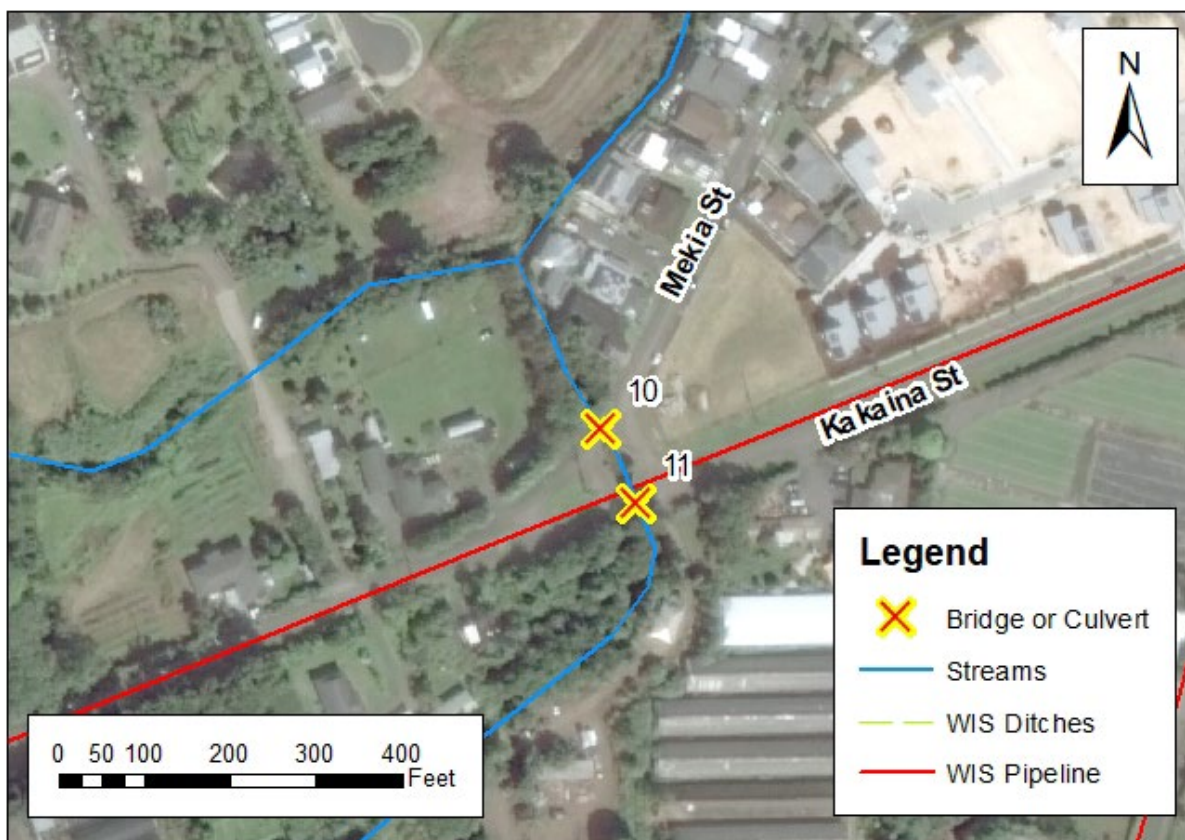 N
Mekia St
10
Kakaina St
11
Legend
Bridge or Culvert
Streams
WIS Ditches
WIS Pipeline
0 50 100 200 300 400
Feet